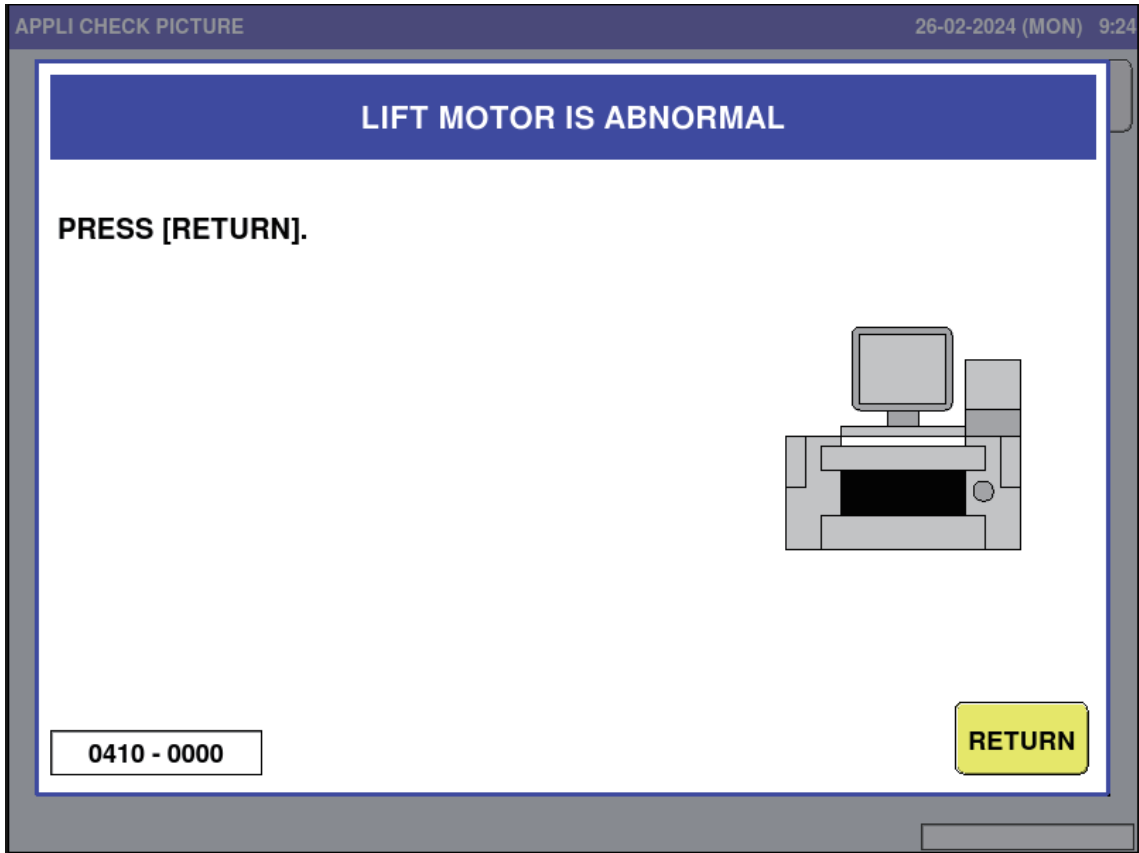 APPLI CHECK PICTURE 26-02-2024 (MON) 9:24
LIFT MOTOR IS ABNORMAL
PRESS [RETURN].
0410 - 0000
RETURN